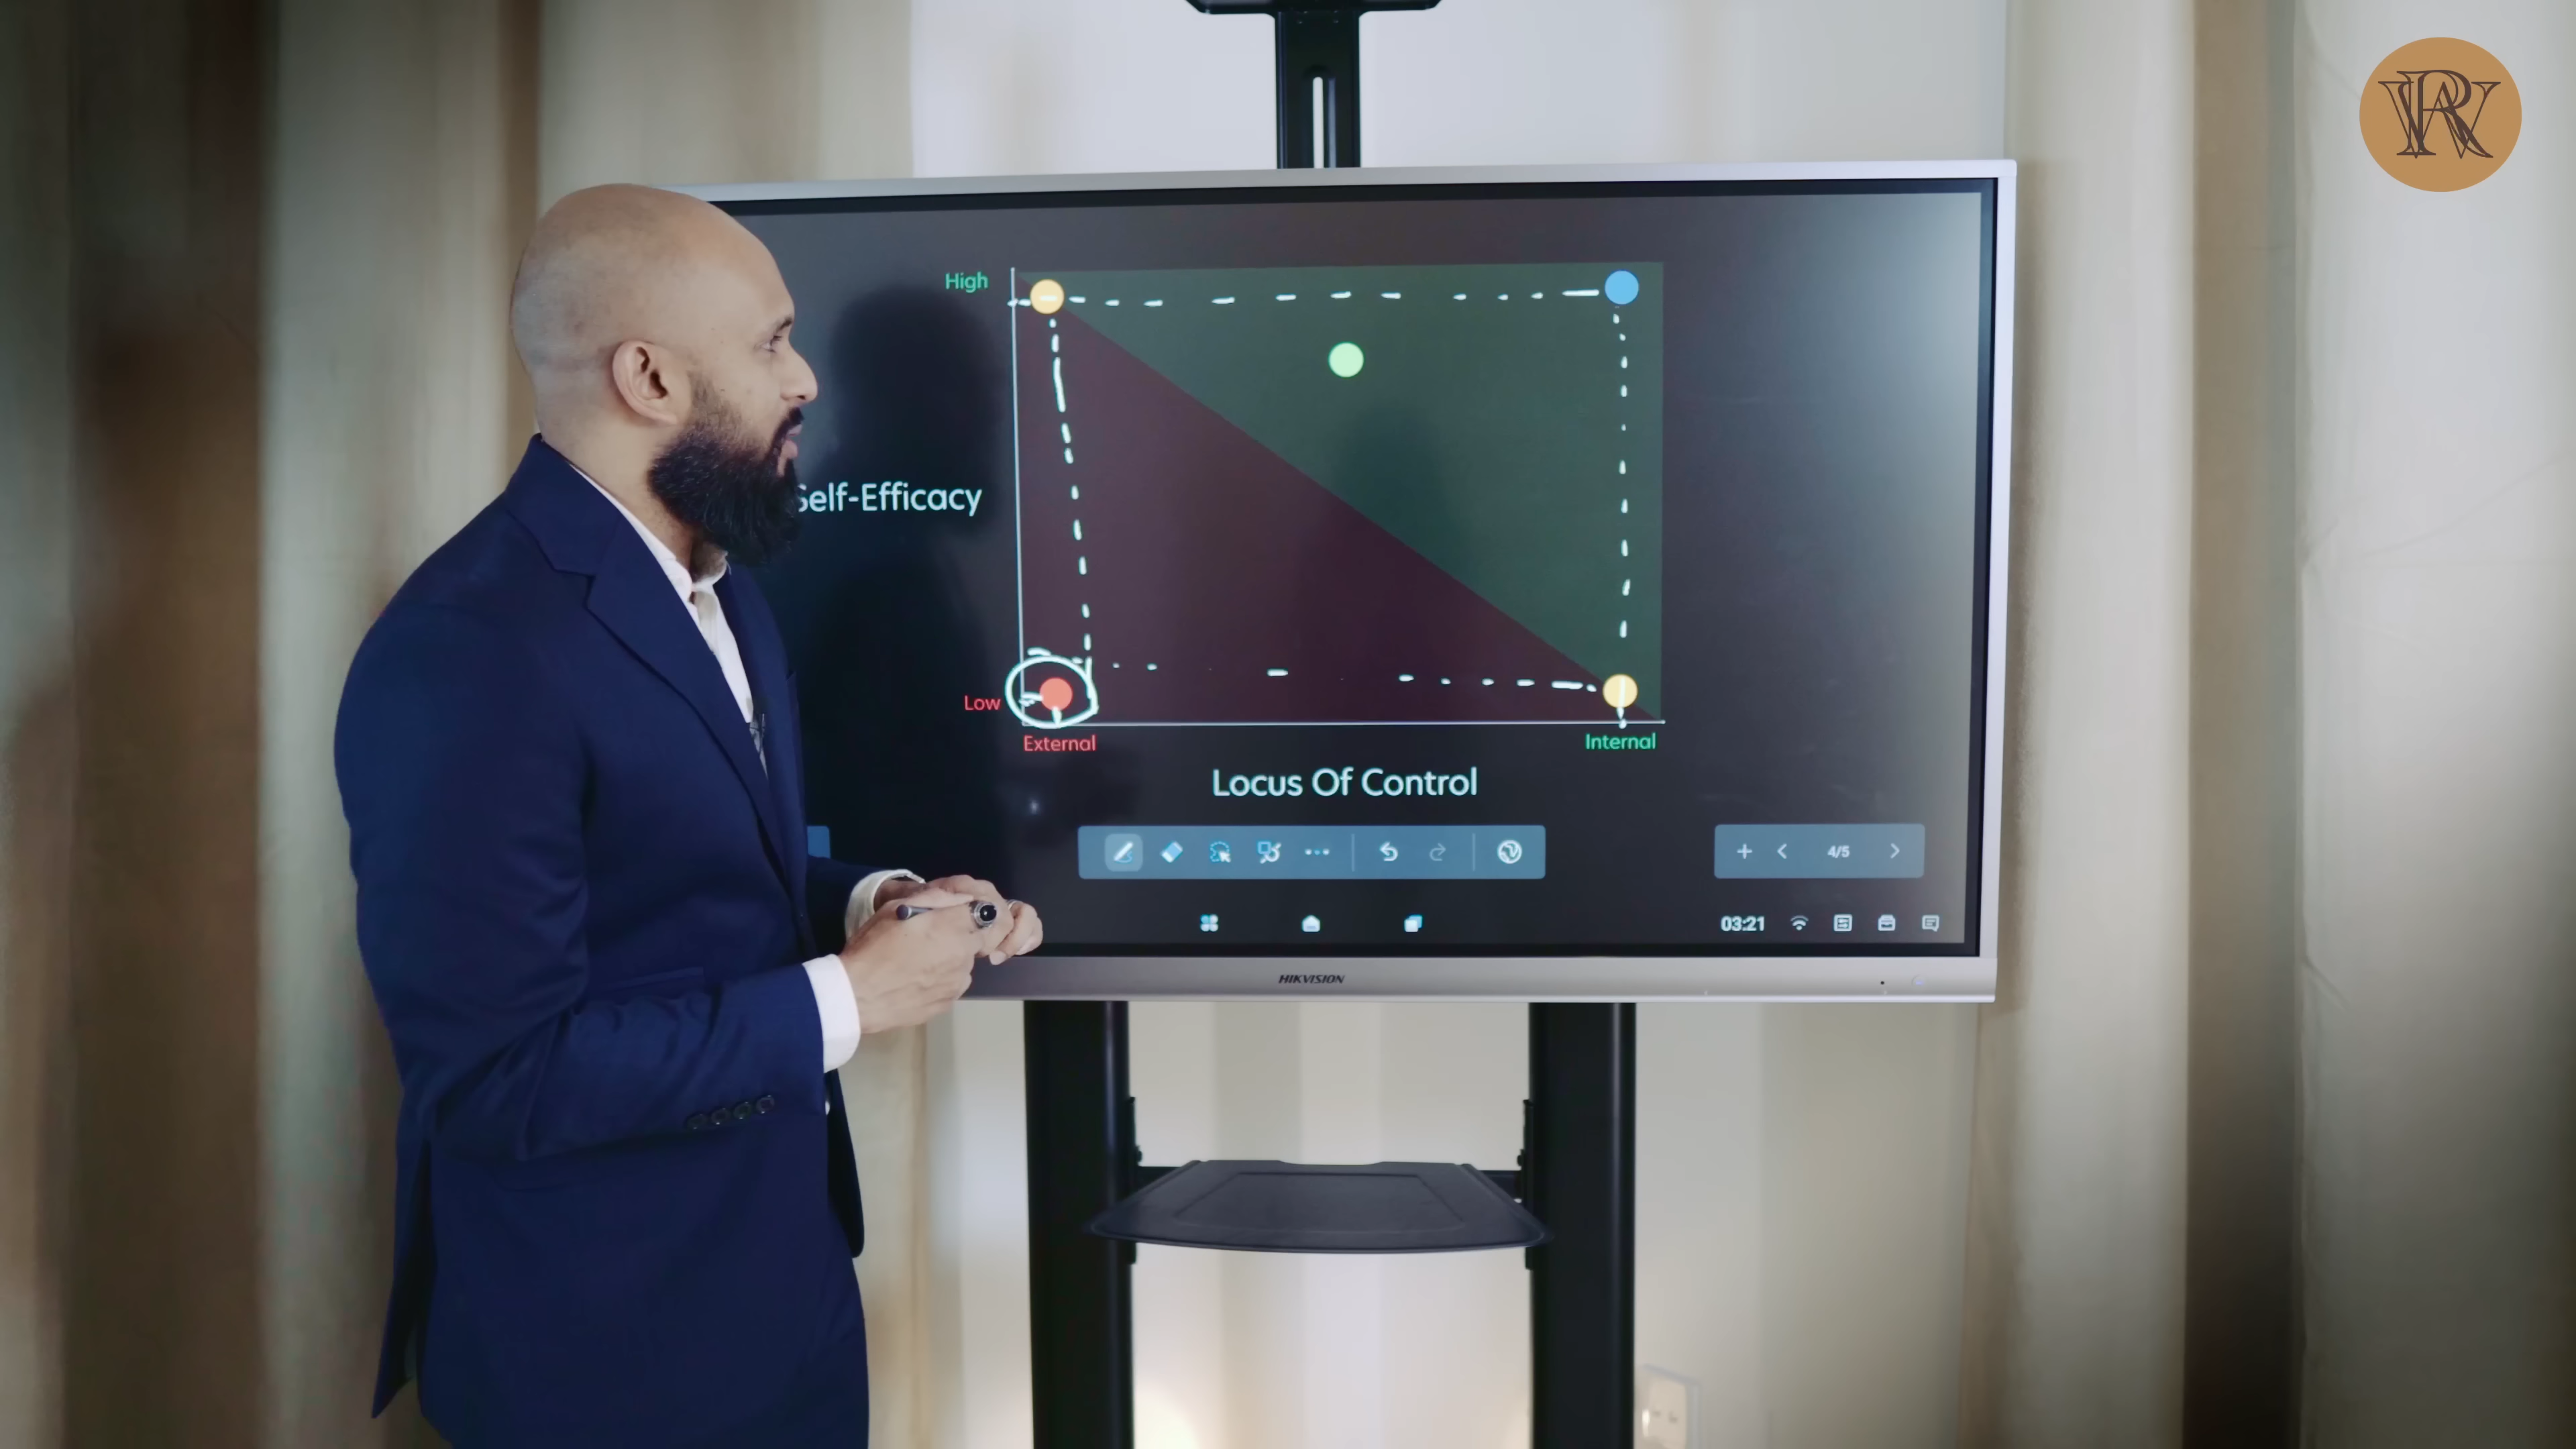 High
Self-Efficacy
Low
External
Internal
Locus Of Control
4/5
03:21
HIKVISION